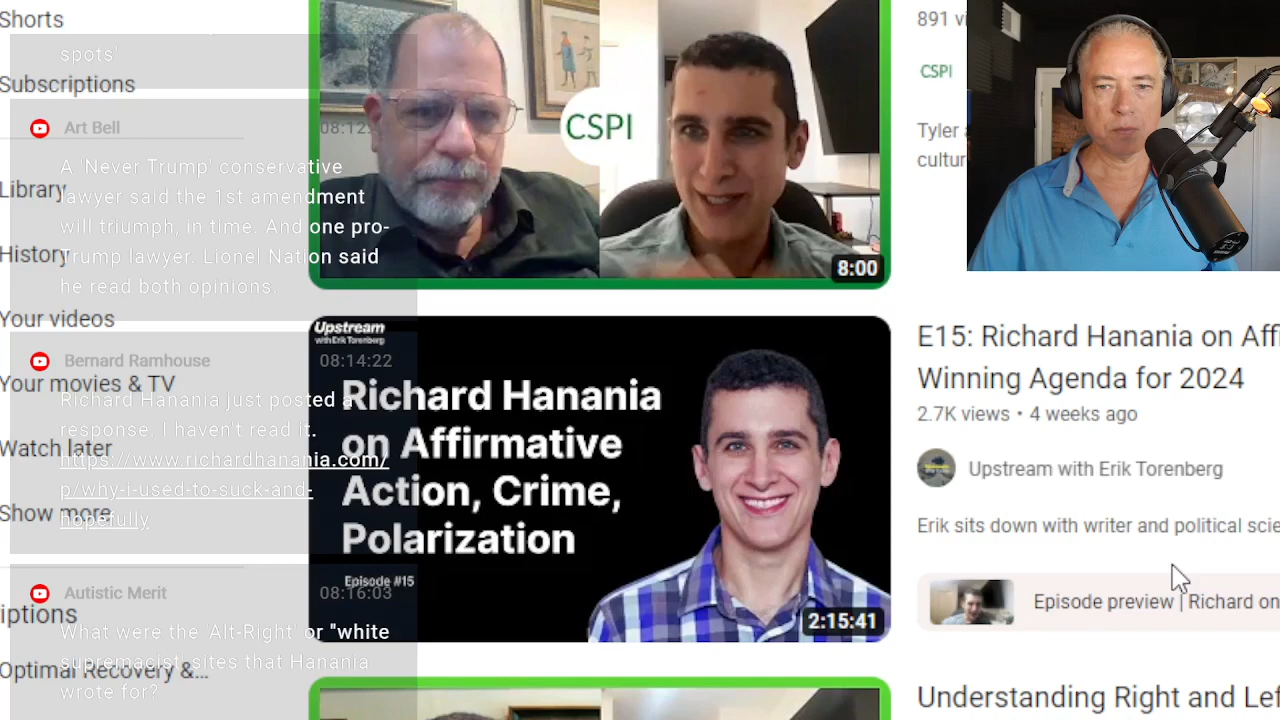 Shorts
spots'
Subscriptions
Art Bell
08:12:
A 'Never Trump' conservative
lawyer said the 1st amendment
will triumph, in time. And one pro-
Trump lawyer. Lionel Nation said
he read both opinions.
Library
History
Your videos
Bernard Ramhouse
08:14:22
Your movies & TV
Richard Hanania just posted a
response. I haven't read it.
https://www.richardhanania.com/
p/why-i-used-to-suck-and-
hopefully
Watch later
Show more
Autistic Merit
08:16:03
iptions
What were the 'Alt-Right' or "white
supremacist' sites that Hanania
wrote for?
Optimal Recovery &...
CSPI
8:00
Upstream
with Erik Torenberg
Richard Hanania
on Affirmative
Action, Crime,
Polarization
Episode #15
2:15:41
891 vi
CSPI
Tyler
cultur
E15: Richard Hanania on Affi
Winning Agenda for 2024
2.7K views • 4 weeks ago
Upstream with Erik Torenberg
Erik sits down with writer and political scie
Episode preview | Richard on
Understanding Right and Lef